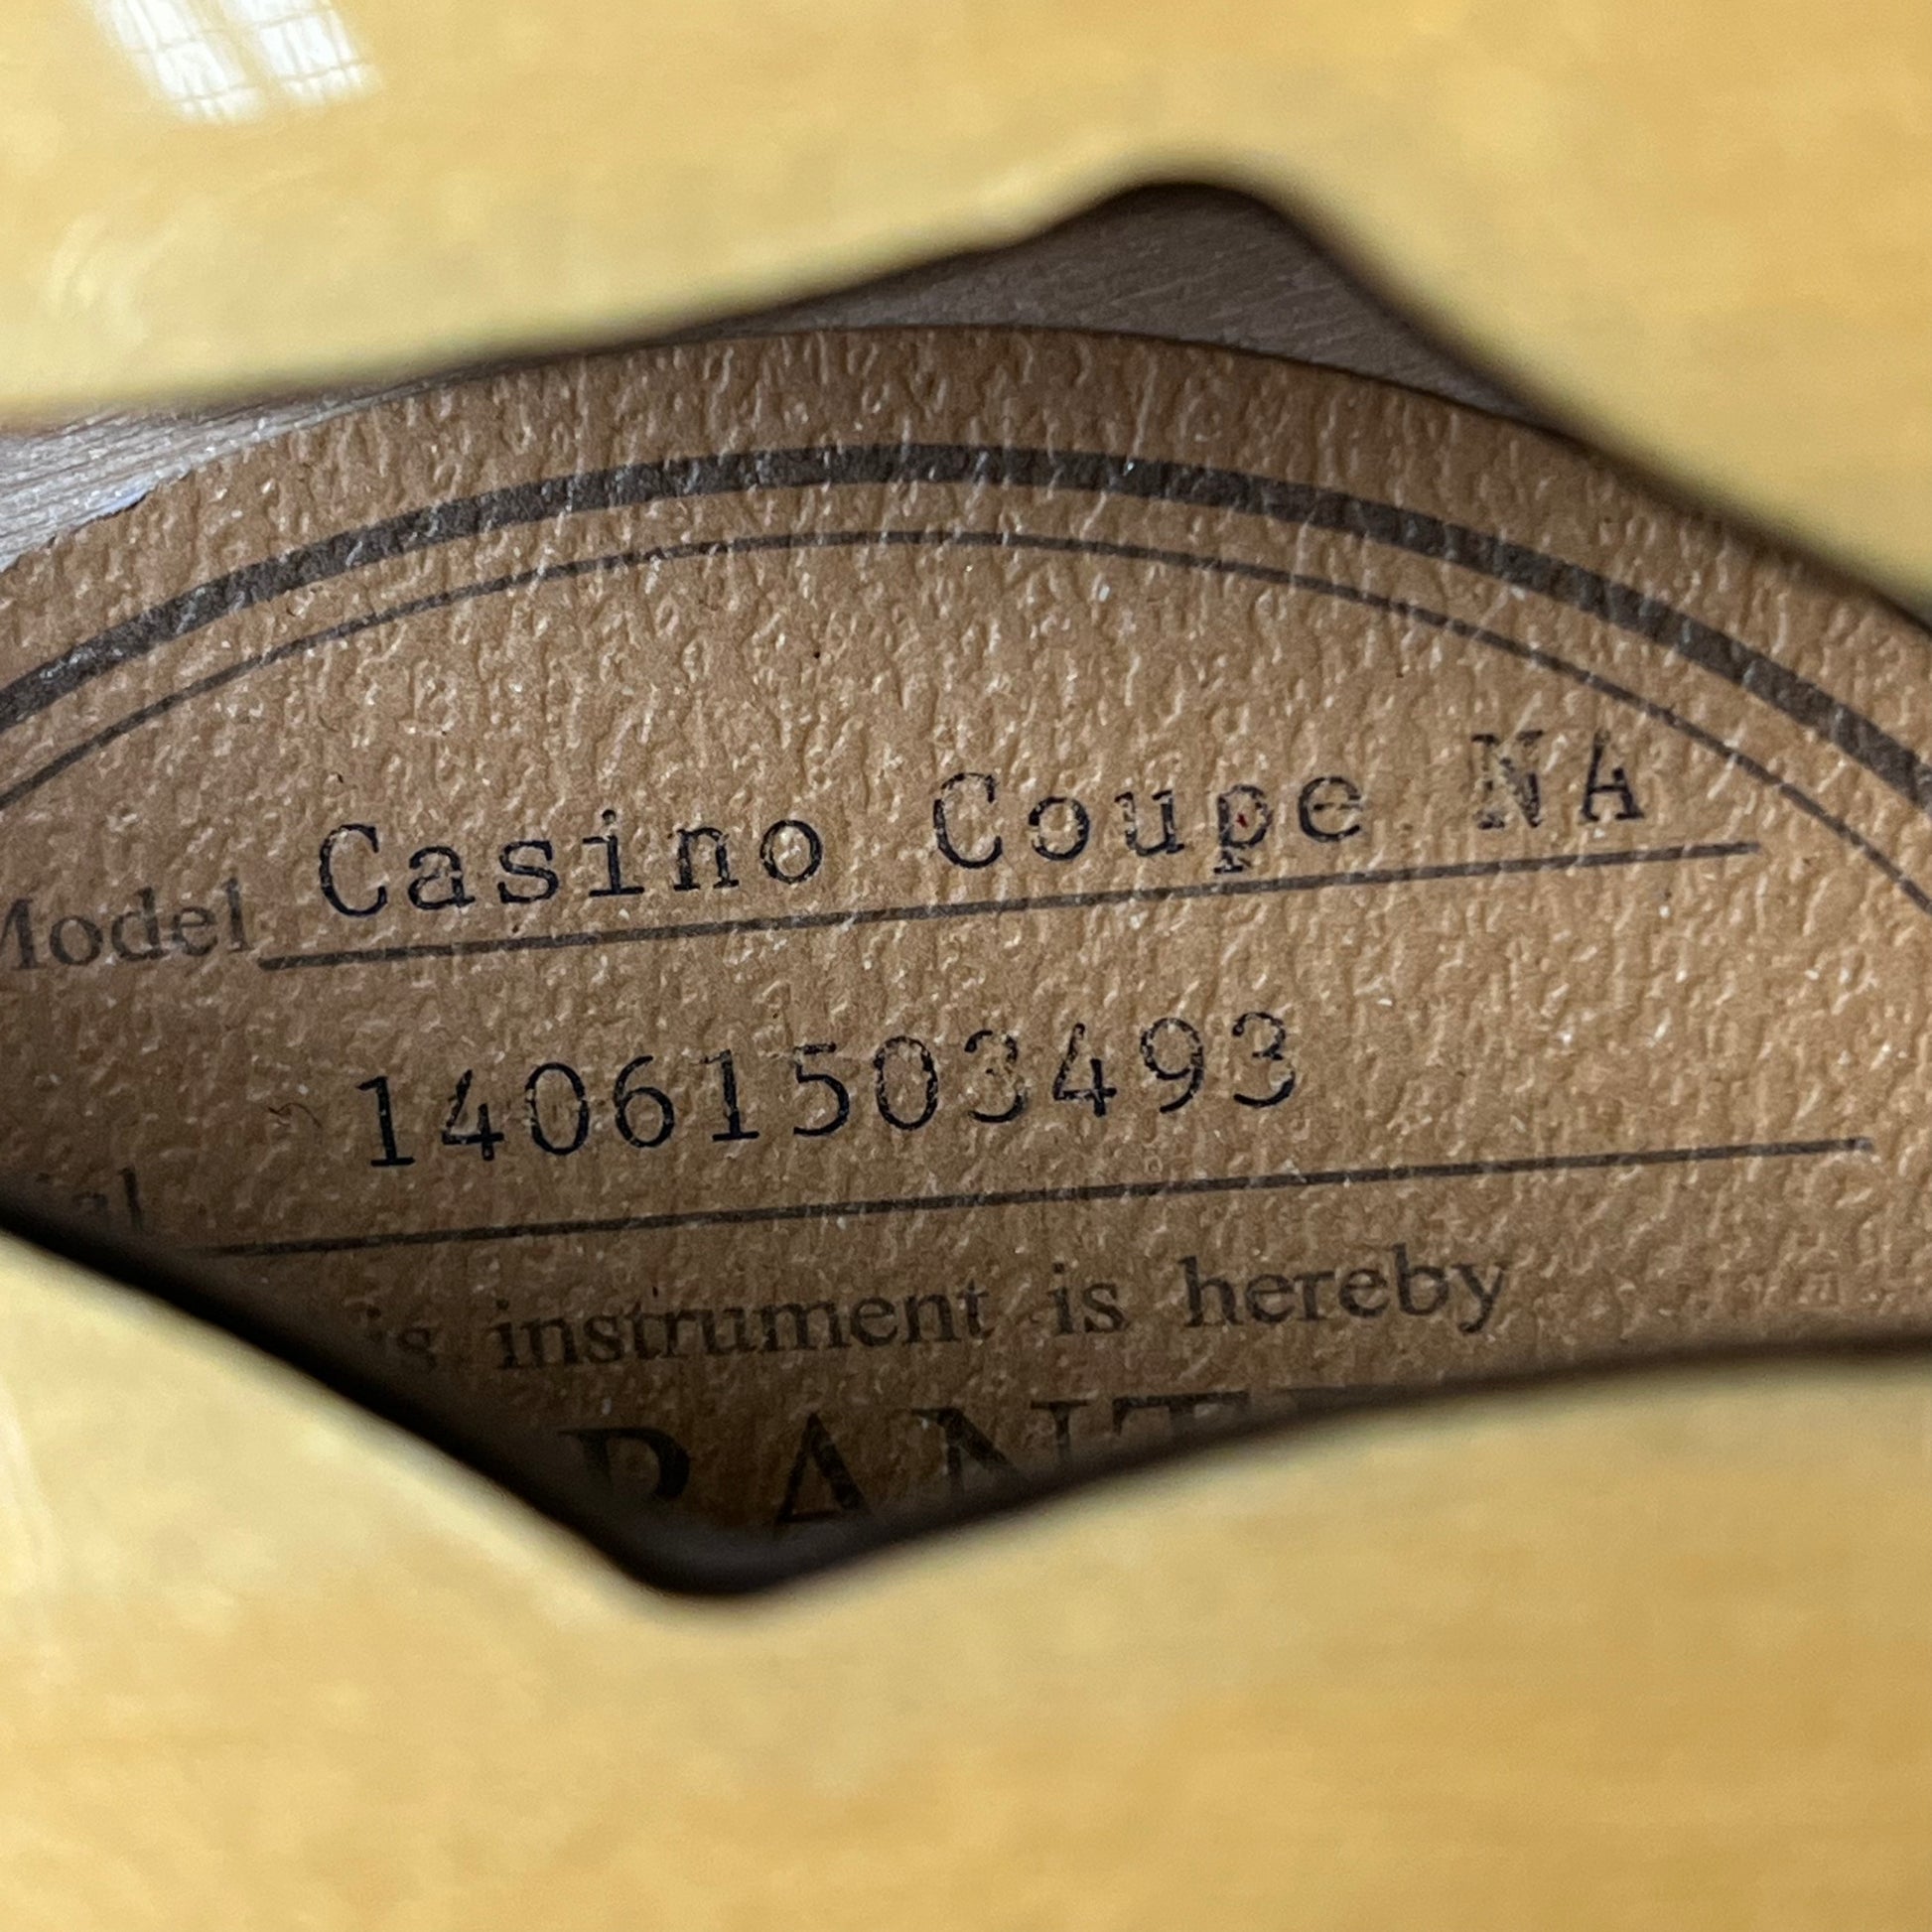 Model Casino Coupe NA
14061503493
instrument is hereby